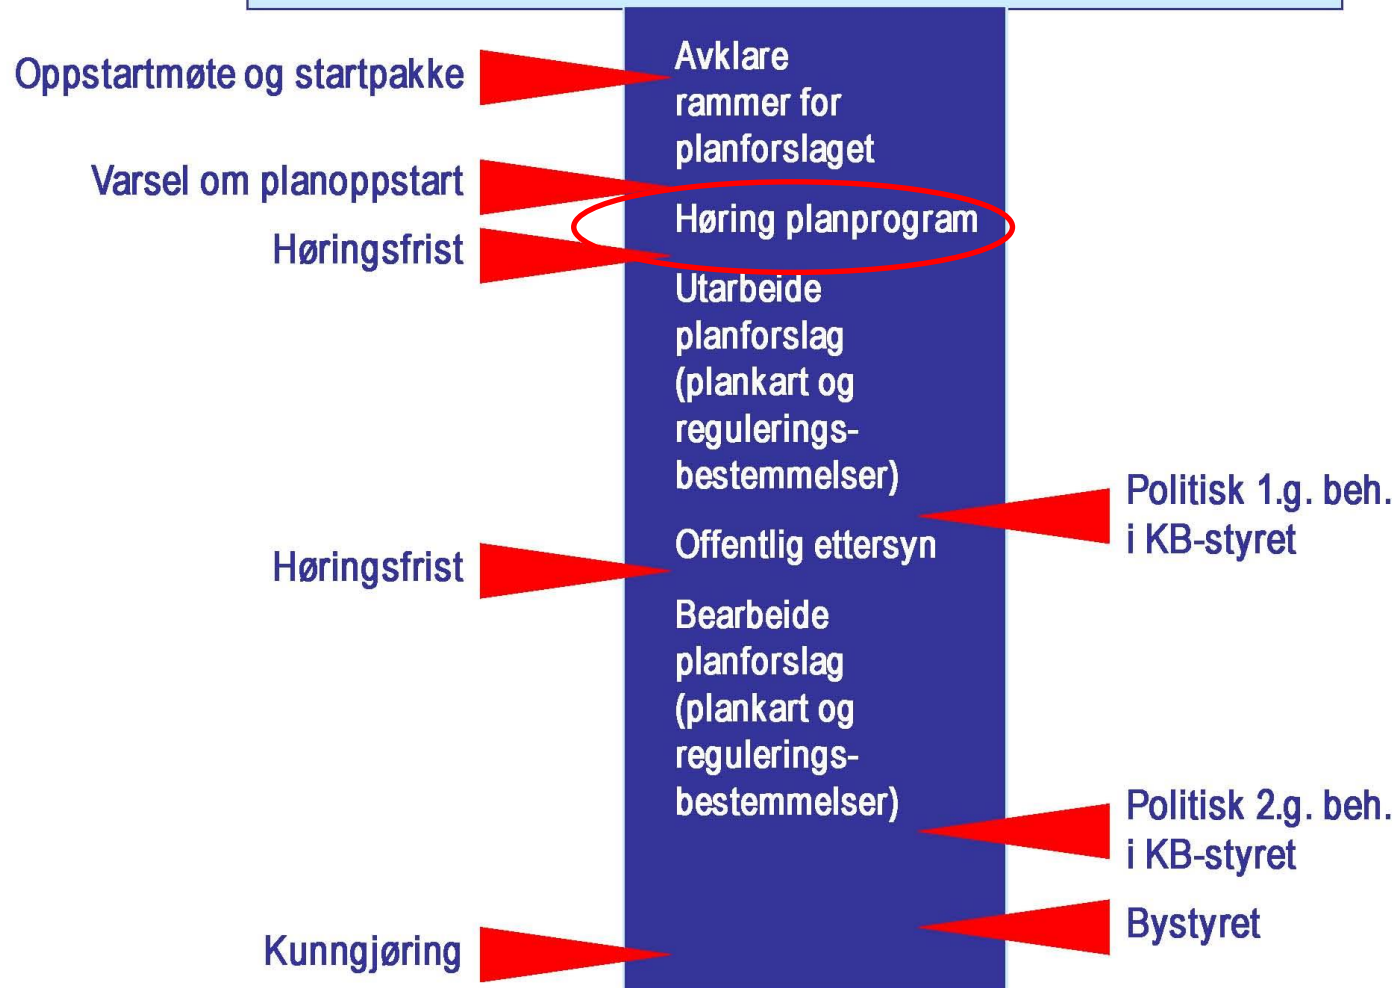 Oppstartmøte og startpakke
Avklare
rammer for
planforslaget
Varsel om planoppstart
Høring planprogram
Høringsfrist
Utarbeide
planforslag
(plankart og
regulerings-
bestemmelser)
Politisk 1.g. beh.
i KB-styret
Offentlig ettersyn
Høringsfrist
Bearbeide
planforslag
(plankart og
regulerings-
bestemmelser)
Politisk 2.g. beh.
i KB-styret
Bystyret
Kunngjøring